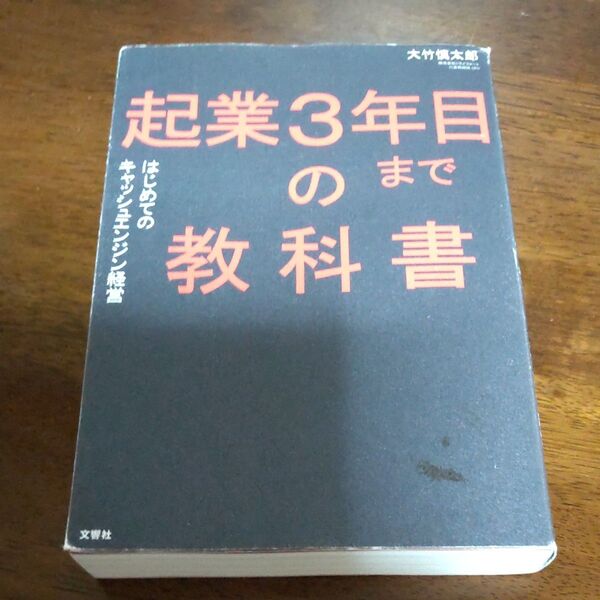 大竹慎太郎
起業3年目
まで
の
教科書
はじめての
キャッシュエンジン経営
文響社